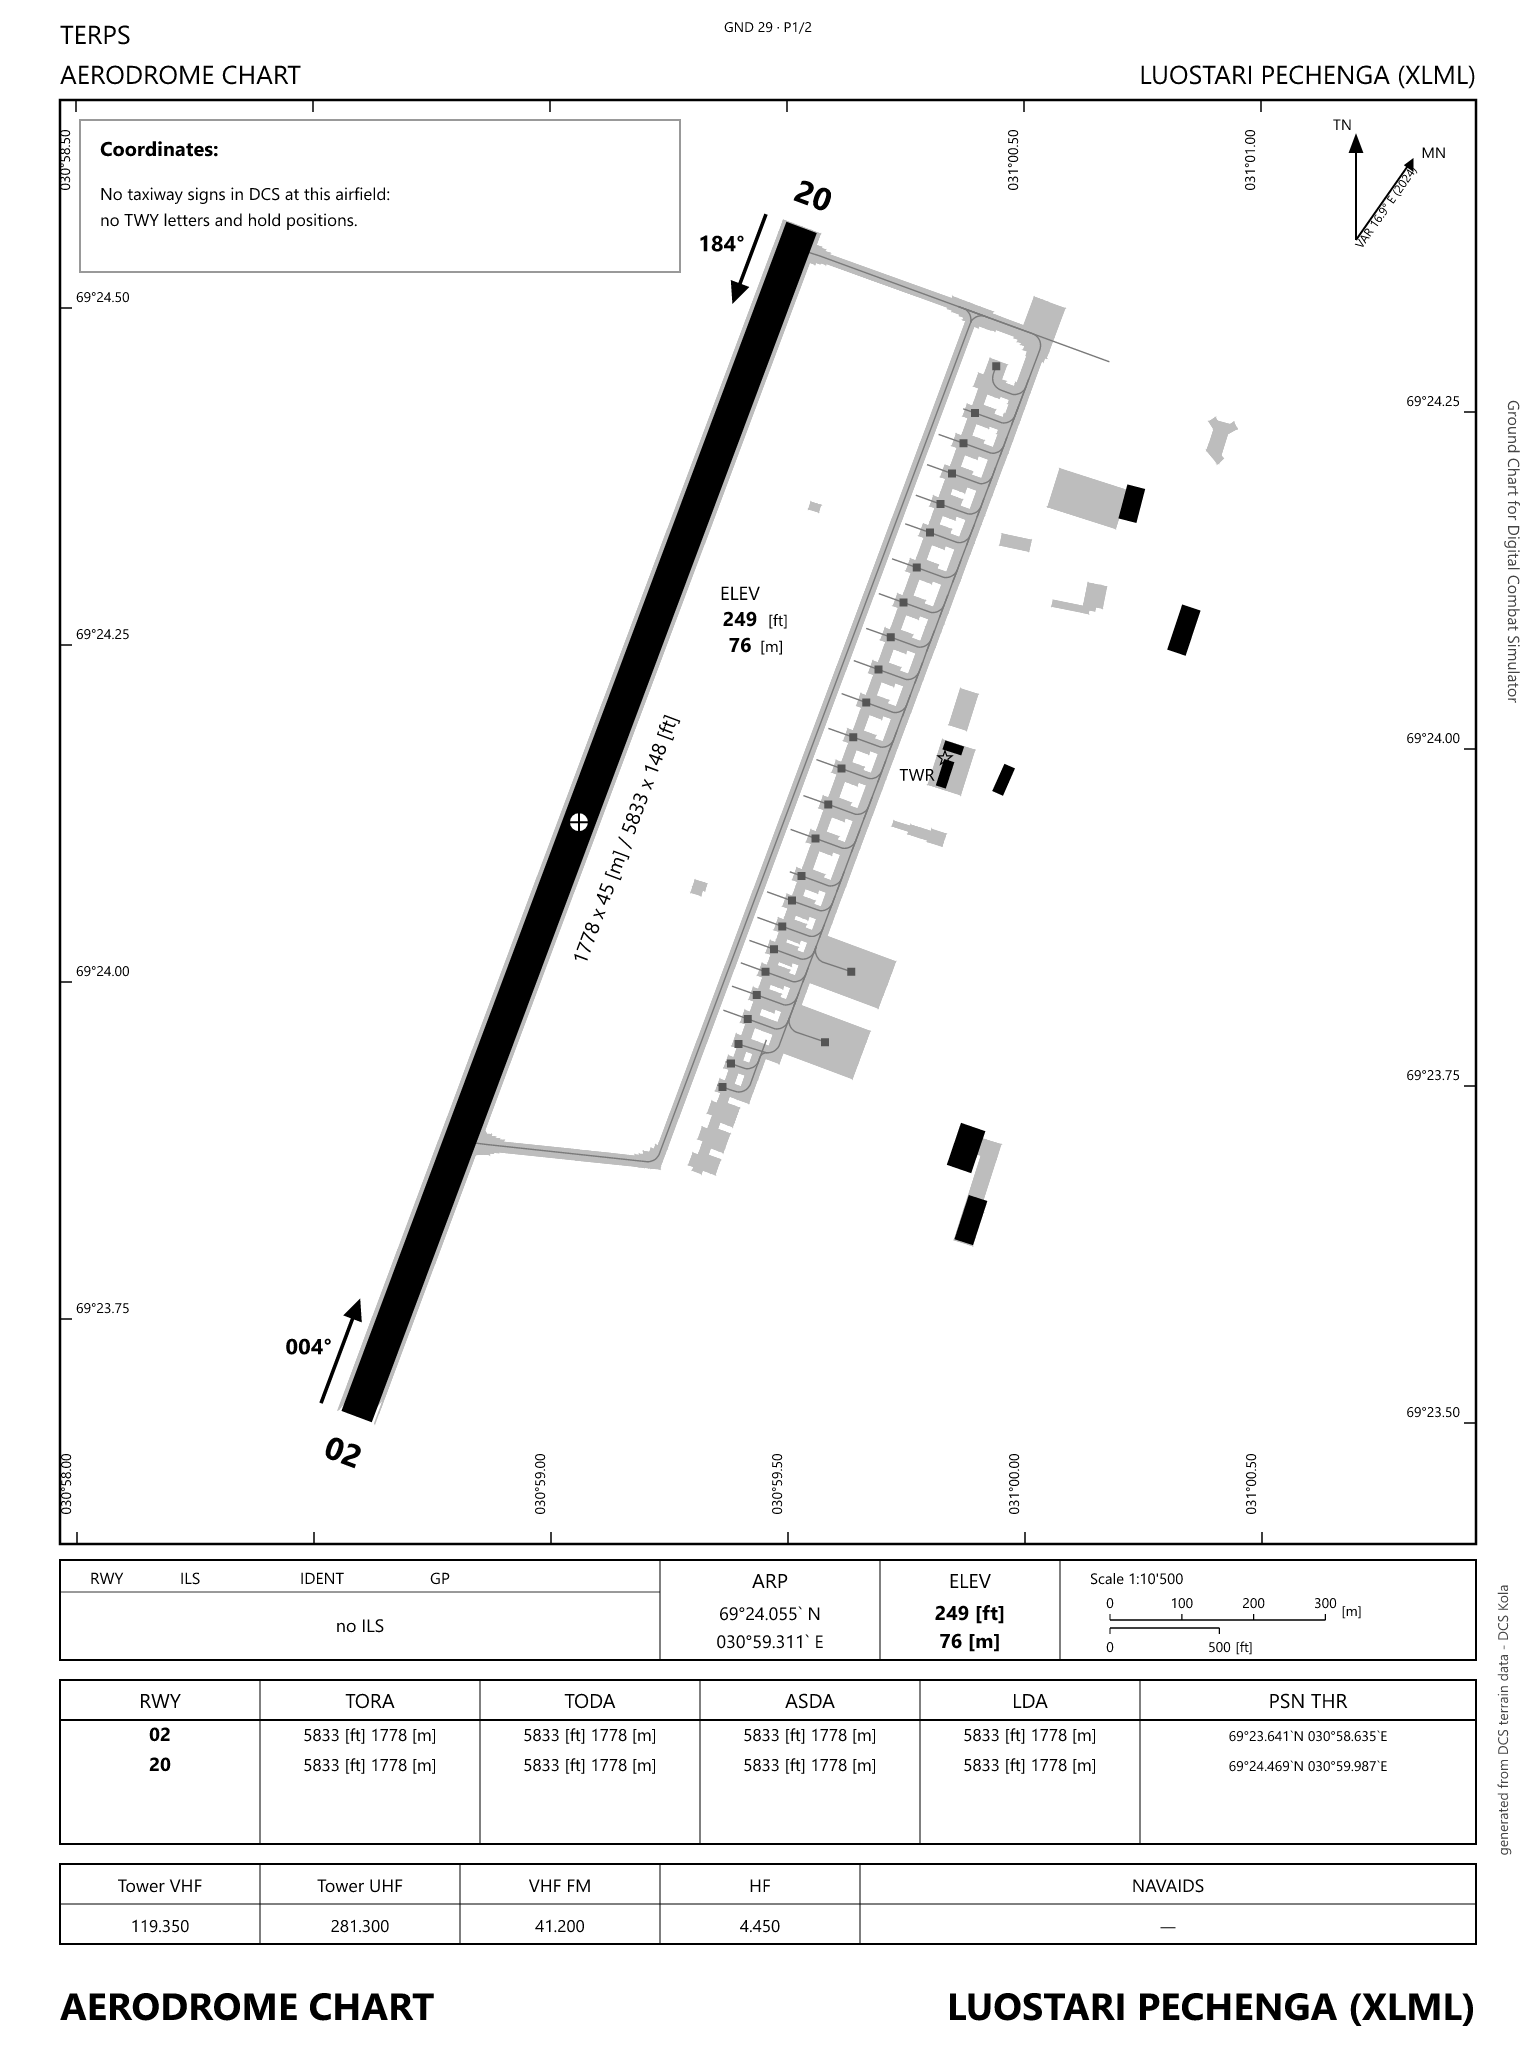 GND 29 · P1/2
TERPS
AERODROME CHART
LUOSTARI PECHENGA (XLML)
030°58.50
031°00.50
031°01.00
Coordinates:
No taxiway signs in DCS at this airfield:
no TWY letters and hold positions.
TN
MN
VAR 16.9° E (2024)
20
184°
69°24.50
69°24.25
69°24.25
69°24.00
69°24.00
69°23.75
69°23.75
69°23.50
ELEV
249 [ft]
76 [m]
1778 x 45 [m] / 5833 x 148 [ft]
TWR
004°
02
030°58.00
030°59.00
030°59.50
031°00.00
031°00.50
Ground Chart for Digital Combat Simulator
RWY ILS IDENT GP
no ILS
ARP
69°24.055` N
030°59.311` E
ELEV
249 [ft]
76 [m]
Scale 1:10'500
0 100 200 300 [m]
0 500 [ft]
RWY TORA TODA ASDA LDA PSN THR
02 5833 [ft] 1778 [m] 5833 [ft] 1778 [m] 5833 [ft] 1778 [m] 5833 [ft] 1778 [m] 69°23.641`N 030°58.635`E
20 5833 [ft] 1778 [m] 5833 [ft] 1778 [m] 5833 [ft] 1778 [m] 5833 [ft] 1778 [m] 69°24.469`N 030°59.987`E
Tower VHF Tower UHF VHF FM HF NAVAIDS
119.350 281.300 41.200 4.450 —
generated from DCS terrain data - DCS Kola
AERODROME CHART
LUOSTARI PECHENGA (XLML)